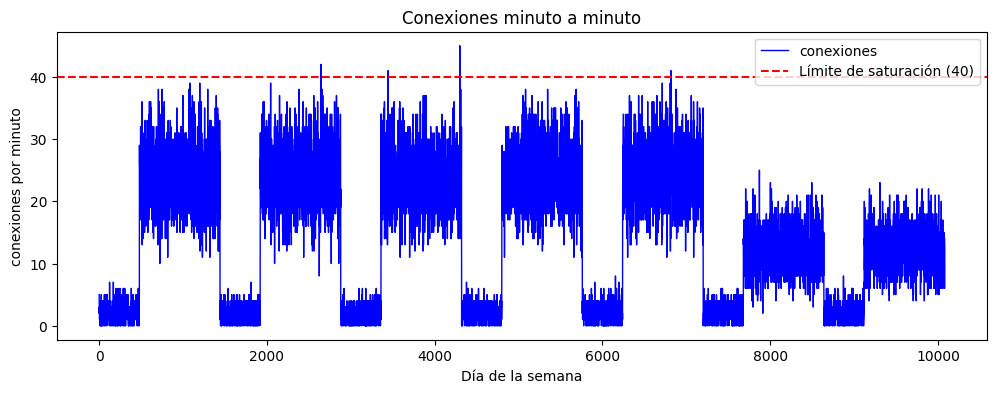 Conexiones minuto a minuto
conexiones
Límite de saturación (40)
conexiones por minuto
40
30
20
10
0
0 2000 4000 6000 8000 10000
Día de la semana